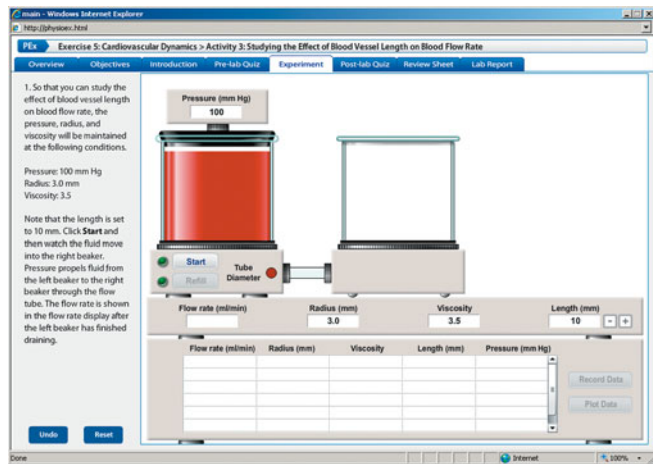 main - Windows Internet Explorer
http://physioex.html
PEx Exercise 5: Cardiovascular Dynamics > Activity 3: Studying the Effect of Blood Vessel Length on Blood Flow Rate
Overview Objectives Introduction Pre-lab Quiz Experiment Post-lab Quiz Review Sheet Lab Report
1. So that you can study the
effect of blood vessel length
on blood flow rate, the
pressure, radius, and
viscosity will be maintained
at the following conditions.
Pressure: 100 mm Hg
Radius: 3.0 mm
Viscosity: 3.5
Note that the length is set
to 10 mm. Click Start and
then watch the fluid move
into the right beaker.
Pressure propels fluid from
the left beaker to the right
beaker through the flow
tube. The flow rate is shown
in the flow rate display after
the left beaker has finished
draining.
Undo Reset
Pressure (mm Hg)
100
Start
Refill
Tube
Diameter
Flow rate (ml/min) Radius (mm) Viscosity Length (mm)
3.0 3.5 10 - +
Flow rate (ml/min) Radius (mm) Viscosity Length (mm) Pressure (mm Hg)
Record Data
Plot Data
Done Internet 100%